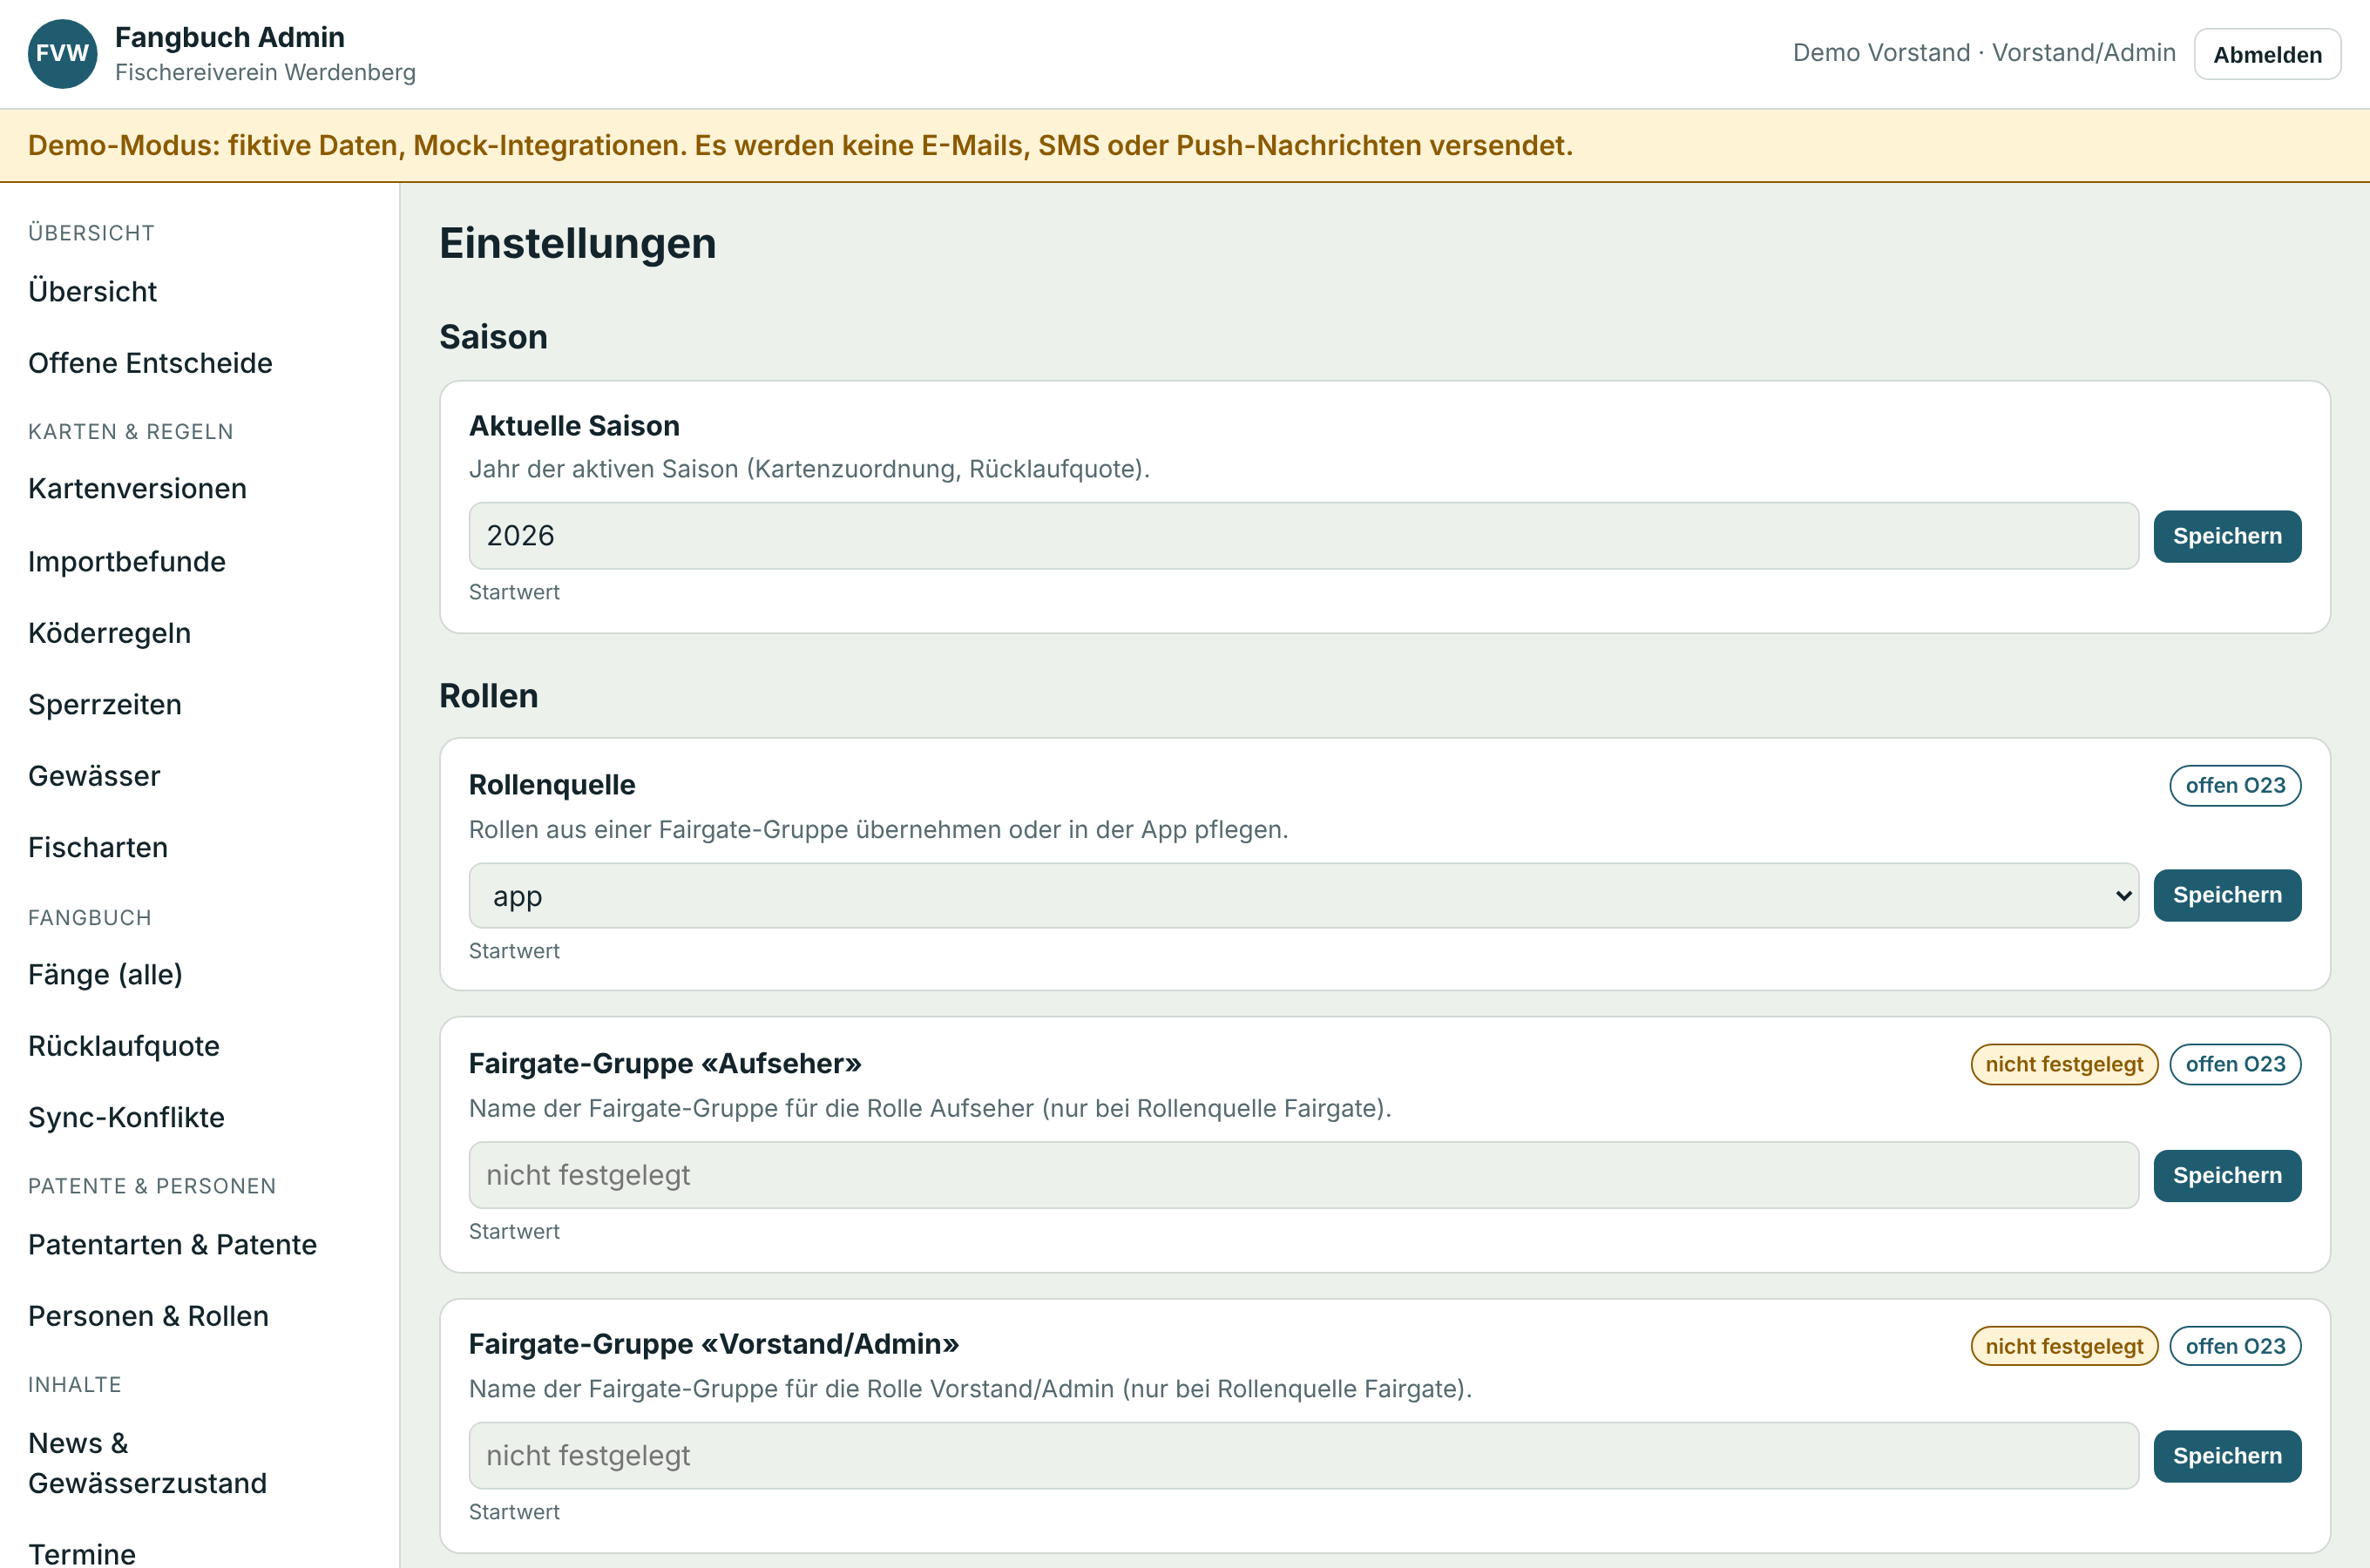 FVW
Fangbuch Admin
Fischereiverein Werdenberg
Demo Vorstand · Vorstand/Admin
Abmelden
Demo-Modus: fiktive Daten, Mock-Integrationen. Es werden keine E-Mails, SMS oder Push-Nachrichten versendet.
ÜBERSICHT
Übersicht
Offene Entscheide
KARTEN & REGELN
Kartenversionen
Importbefunde
Köderregeln
Sperrzeiten
Gewässer
Fischarten
FANGBUCH
Fänge (alle)
Rücklaufquote
Sync-Konflikte
PATENTE & PERSONEN
Patentarten & Patente
Personen & Rollen
INHALTE
News &
Gewässerzustand
Termine
Einstellungen
Saison
Aktuelle Saison
Jahr der aktiven Saison (Kartenzuordnung, Rücklaufquote).
2026
Speichern
Startwert
Rollen
Rollenquelle
offen O23
Rollen aus einer Fairgate-Gruppe übernehmen oder in der App pflegen.
app
Speichern
Startwert
Fairgate-Gruppe «Aufseher»
nicht festgelegt
offen O23
Name der Fairgate-Gruppe für die Rolle Aufseher (nur bei Rollenquelle Fairgate).
nicht festgelegt
Speichern
Startwert
Fairgate-Gruppe «Vorstand/Admin»
nicht festgelegt
offen O23
Name der Fairgate-Gruppe für die Rolle Vorstand/Admin (nur bei Rollenquelle Fairgate).
nicht festgelegt
Speichern
Startwert